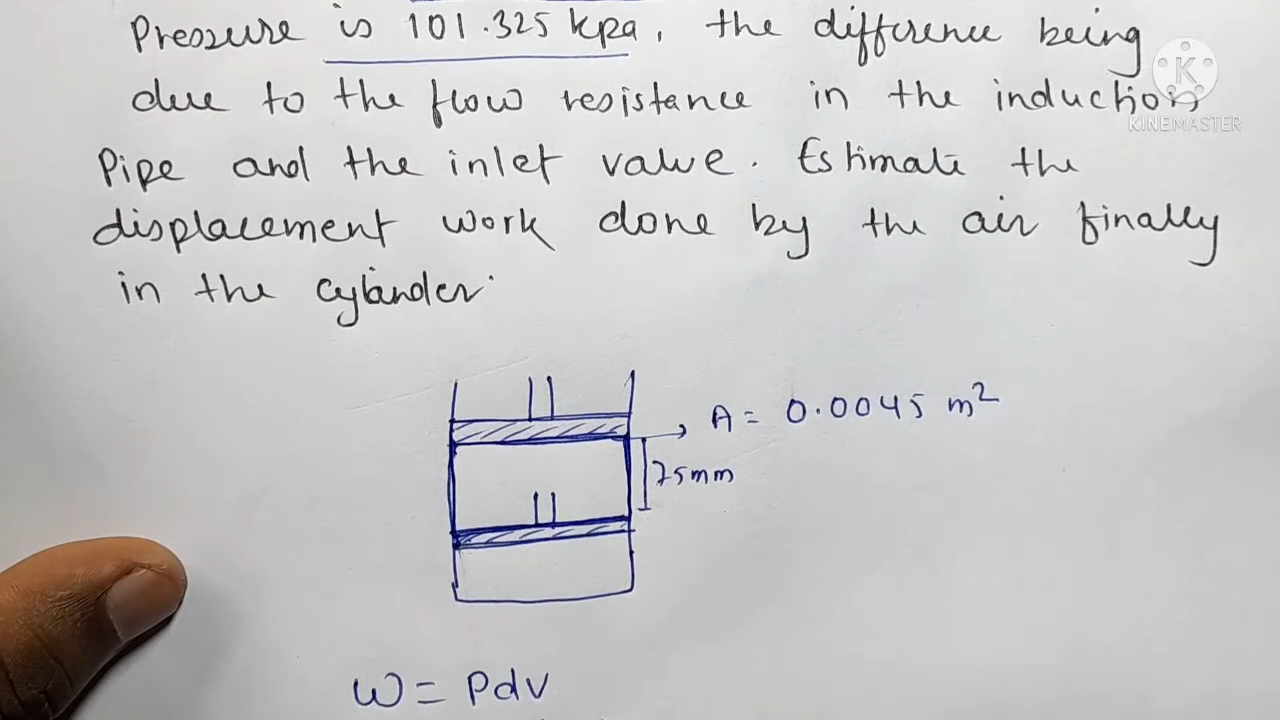 Pressure is 101.325 kpa, the difference being
due to the flow resistance in the induction
Pipe and the inlet valve. Estimate the
displacement work done by the air finally
in the cylinder.
K
KINEMASTER
A = 0.0045 m²
75mm
W = Pdv